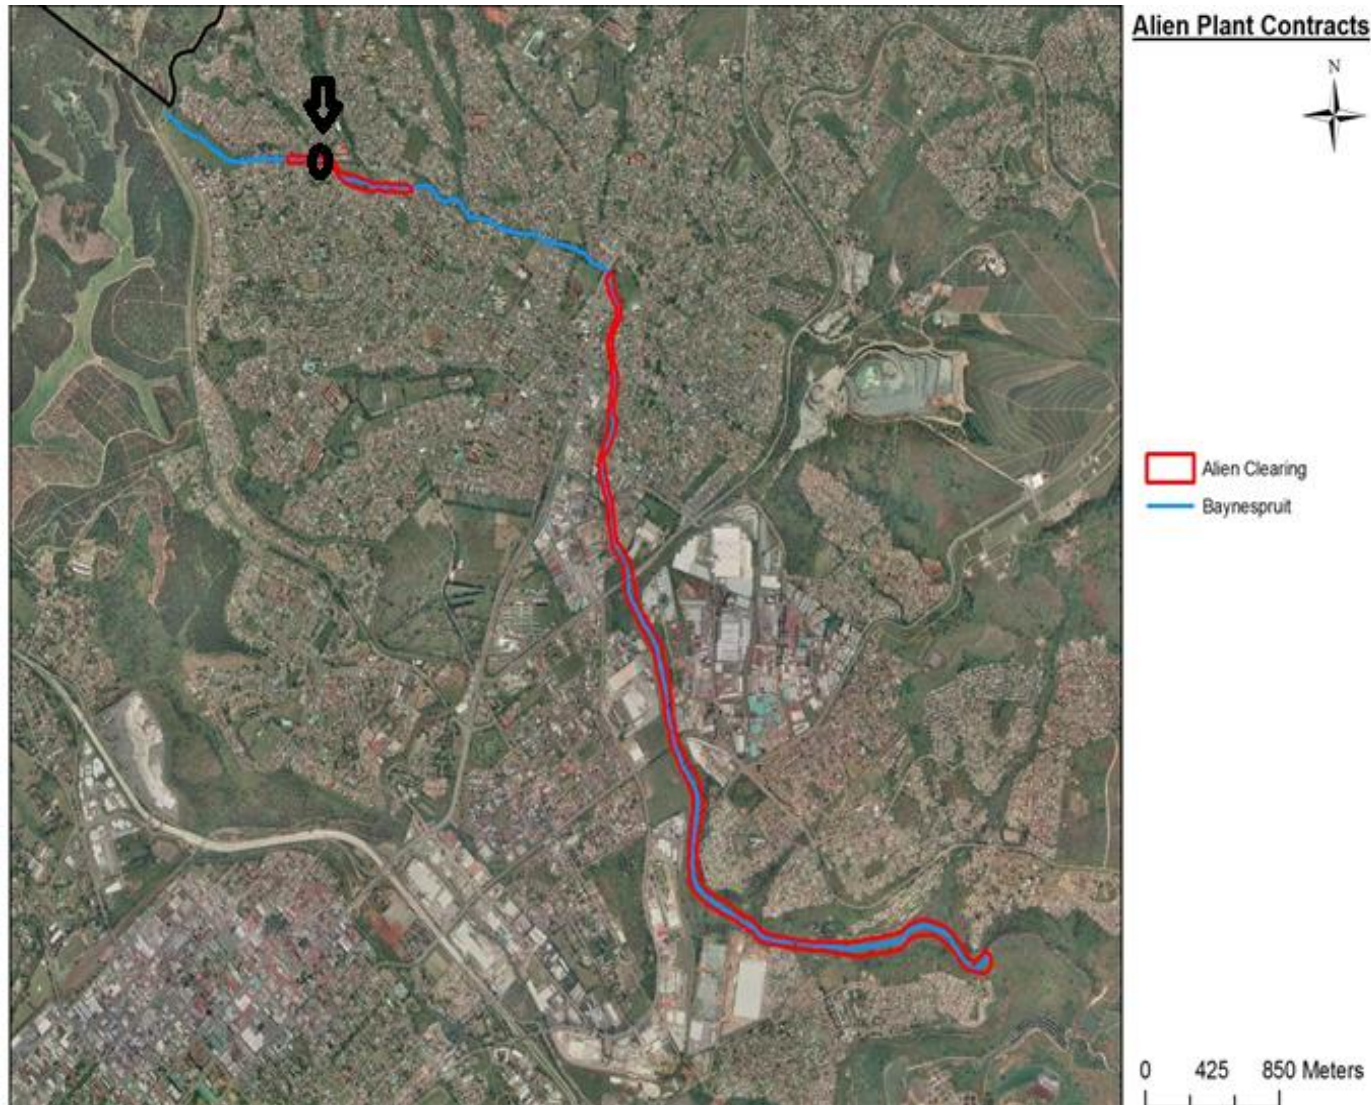 Alien Plant Contracts
N
Alien Clearing
Baynespruit
0 425 850 Meters